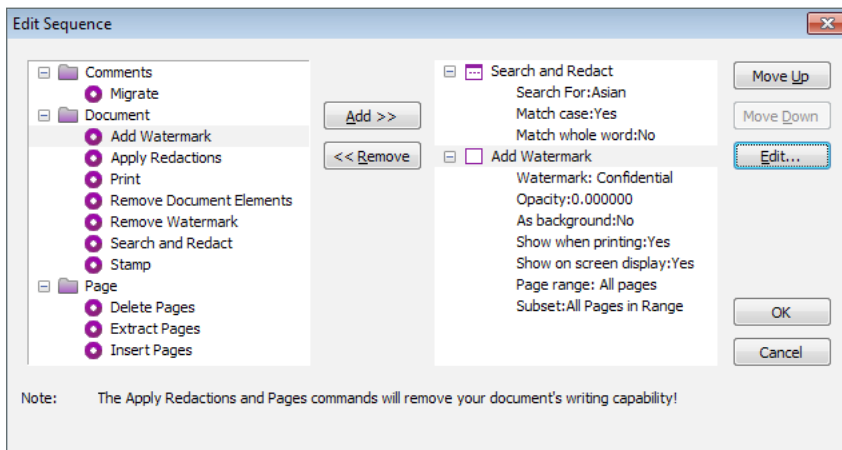 Edit Sequence
Comments
Migrate
Document
Add Watermark
Apply Redactions
Print
Remove Document Elements
Remove Watermark
Search and Redact
Stamp
Page
Delete Pages
Extract Pages
Insert Pages
Add >>
<< Remove
Search and Redact
Search For:Asian
Match case:Yes
Match whole word:No
Add Watermark
Watermark: Confidential
Opacity:0.000000
As background:No
Show when printing:Yes
Show on screen display:Yes
Page range: All pages
Subset:All Pages in Range
Move Up
Move Down
Edit...
OK
Cancel
Note: The Apply Redactions and Pages commands will remove your document's writing capability!